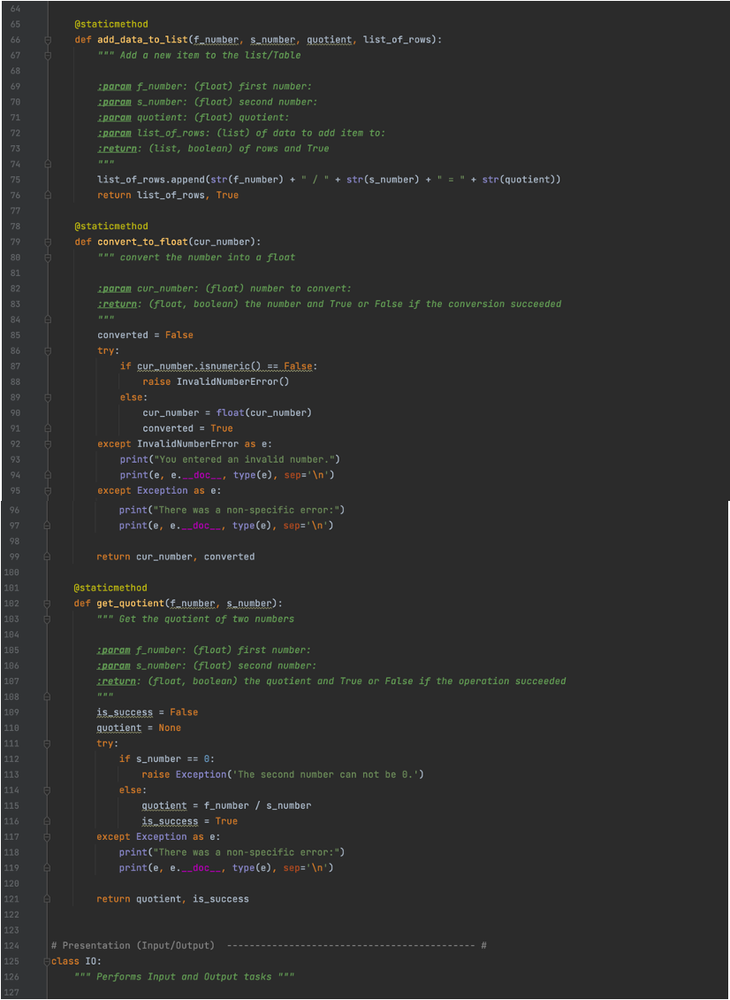 64
65 @staticmethod
66 def add_data_to_list(f_number, s_number, quotient, list_of_rows):
67 """ Add a new item to the list/Table
68
69 :param f_number: (float) first number:
70 :param s_number: (float) second number:
71 :param quotient: (float) quotient:
72 :param list_of_rows: (list) of data to add item to:
73 :return: (list, boolean) of rows and True
74 """
75 list_of_rows.append(str(f_number) + " / " + str(s_number) + " = " + str(quotient))
76 return list_of_rows, True
77
78 @staticmethod
79 def convert_to_float(cur_number):
80 """ convert the number into a float
81
82 :param cur_number: (float) number to convert:
83 :return: (float, boolean) the number and True or False if the conversion succeeded
84 """
85 converted = False
86 try:
87 if cur_number.isnumeric() == False:
88 raise InvalidNumberError()
89 else:
90 cur_number = float(cur_number)
91 converted = True
92 except InvalidNumberError as e:
93 print("You entered an invalid number.")
94 print(e, e.__doc__, type(e), sep='\n')
95 except Exception as e:
96 print("There was a non-specific error:")
97 print(e, e.__doc__, type(e), sep='\n')
98
99 return cur_number, converted
100
101 @staticmethod
102 def get_quotient(f_number, s_number):
103 """ Get the quotient of two numbers
104
105 :param f_number: (float) first number:
106 :param s_number: (float) second number:
107 :return: (float, boolean) the quotient and True or False if the operation succeeded
108 """
109 is_success = False
110 quotient = None
111 try:
112 if s_number == 0:
113 raise Exception('The second number can not be 0.')
114 else:
115 quotient = f_number / s_number
116 is_success = True
117 except Exception as e:
118 print("There was a non-specific error:")
119 print(e, e.__doc__, type(e), sep='\n')
120
121 return quotient, is_success
122
123
124 # Presentation (Input/Output) -------------------------------------------- #
125 class IO:
126 """ Performs Input and Output tasks """
127